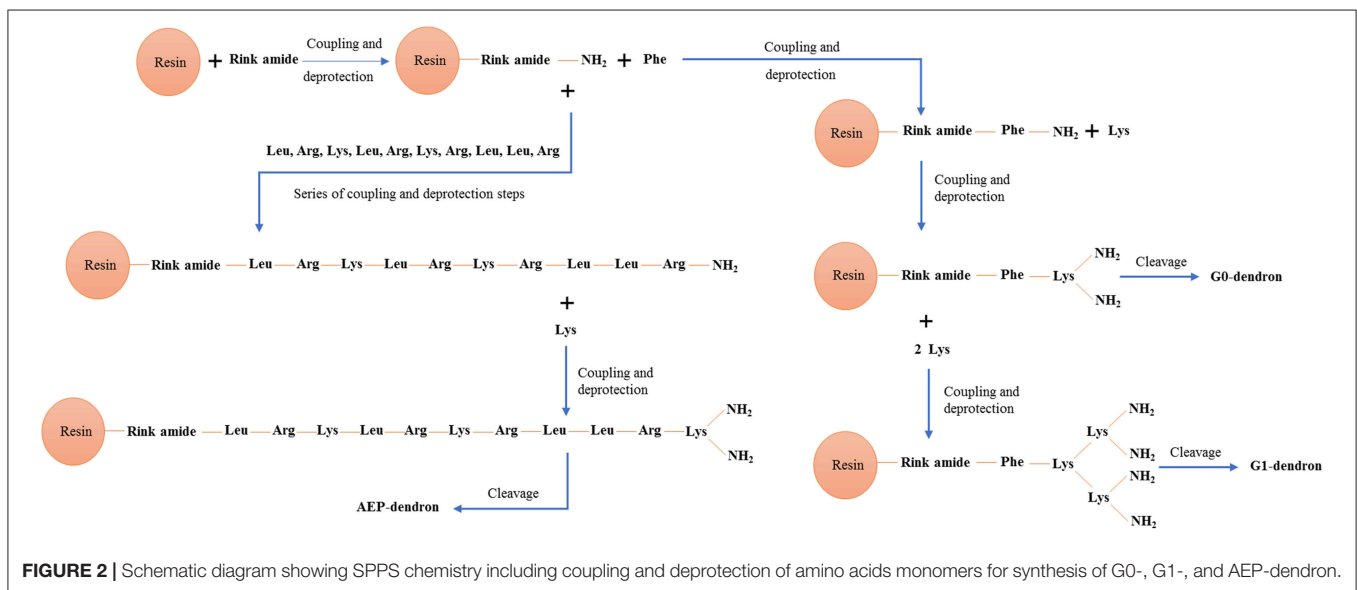 Resin + Rink amide Coupling and deprotection Resin Rink amide NH₂ + Phe Coupling and deprotection
+
Resin Rink amide Phe NH₂ + Lys
Leu, Arg, Lys, Leu, Arg, Lys, Arg, Leu, Leu, Arg
Series of coupling and deprotection steps
Coupling and
deprotection
Resin Rink amide Leu Arg Lys Leu Arg Lys Arg Leu Leu Arg NH₂
NH₂
Resin Rink amide Phe Lys Cleavage G0-dendron
NH₂
+
Lys
+
2 Lys
Coupling and
deprotection
Coupling and
deprotection
NH₂
Resin Rink amide Leu Arg Lys Leu Arg Lys Arg Leu Leu Arg Lys
NH₂
NH₂
Lys
NH₂
Resin Rink amide Phe Lys Cleavage G1-dendron
NH₂
Lys
NH₂
Cleavage
AEP-dendron
FIGURE 2 | Schematic diagram showing SPPS chemistry including coupling and deprotection of amino acids monomers for synthesis of G0-, G1-, and AEP-dendron.